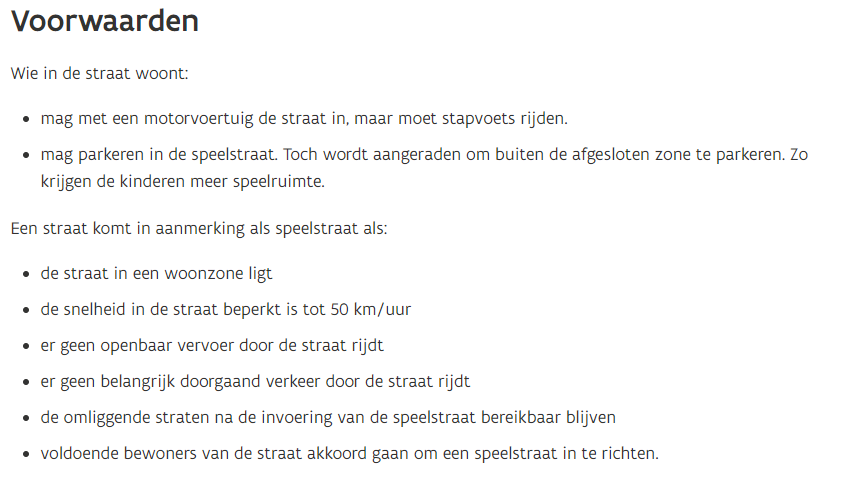 Voorwaarden
Wie in de straat woont:
• mag met een motorvoertuig de straat in, maar moet stapvoets rijden.
• mag parkeren in de speelstraat. Toch wordt aangeraden om buiten de afgesloten zone te parkeren. Zo
krijgen de kinderen meer speelruimte.
Een straat komt in aanmerking als speelstraat als:
• de straat in een woonzone ligt
• de snelheid in de straat beperkt is tot 50 km/uur
• er geen openbaar vervoer door de straat rijdt
• er geen belangrijk doorgaand verkeer door de straat rijdt
• de omliggende straten na de invoering van de speelstraat bereikbaar blijven
• voldoende bewoners van de straat akkoord gaan om een speelstraat in te richten.